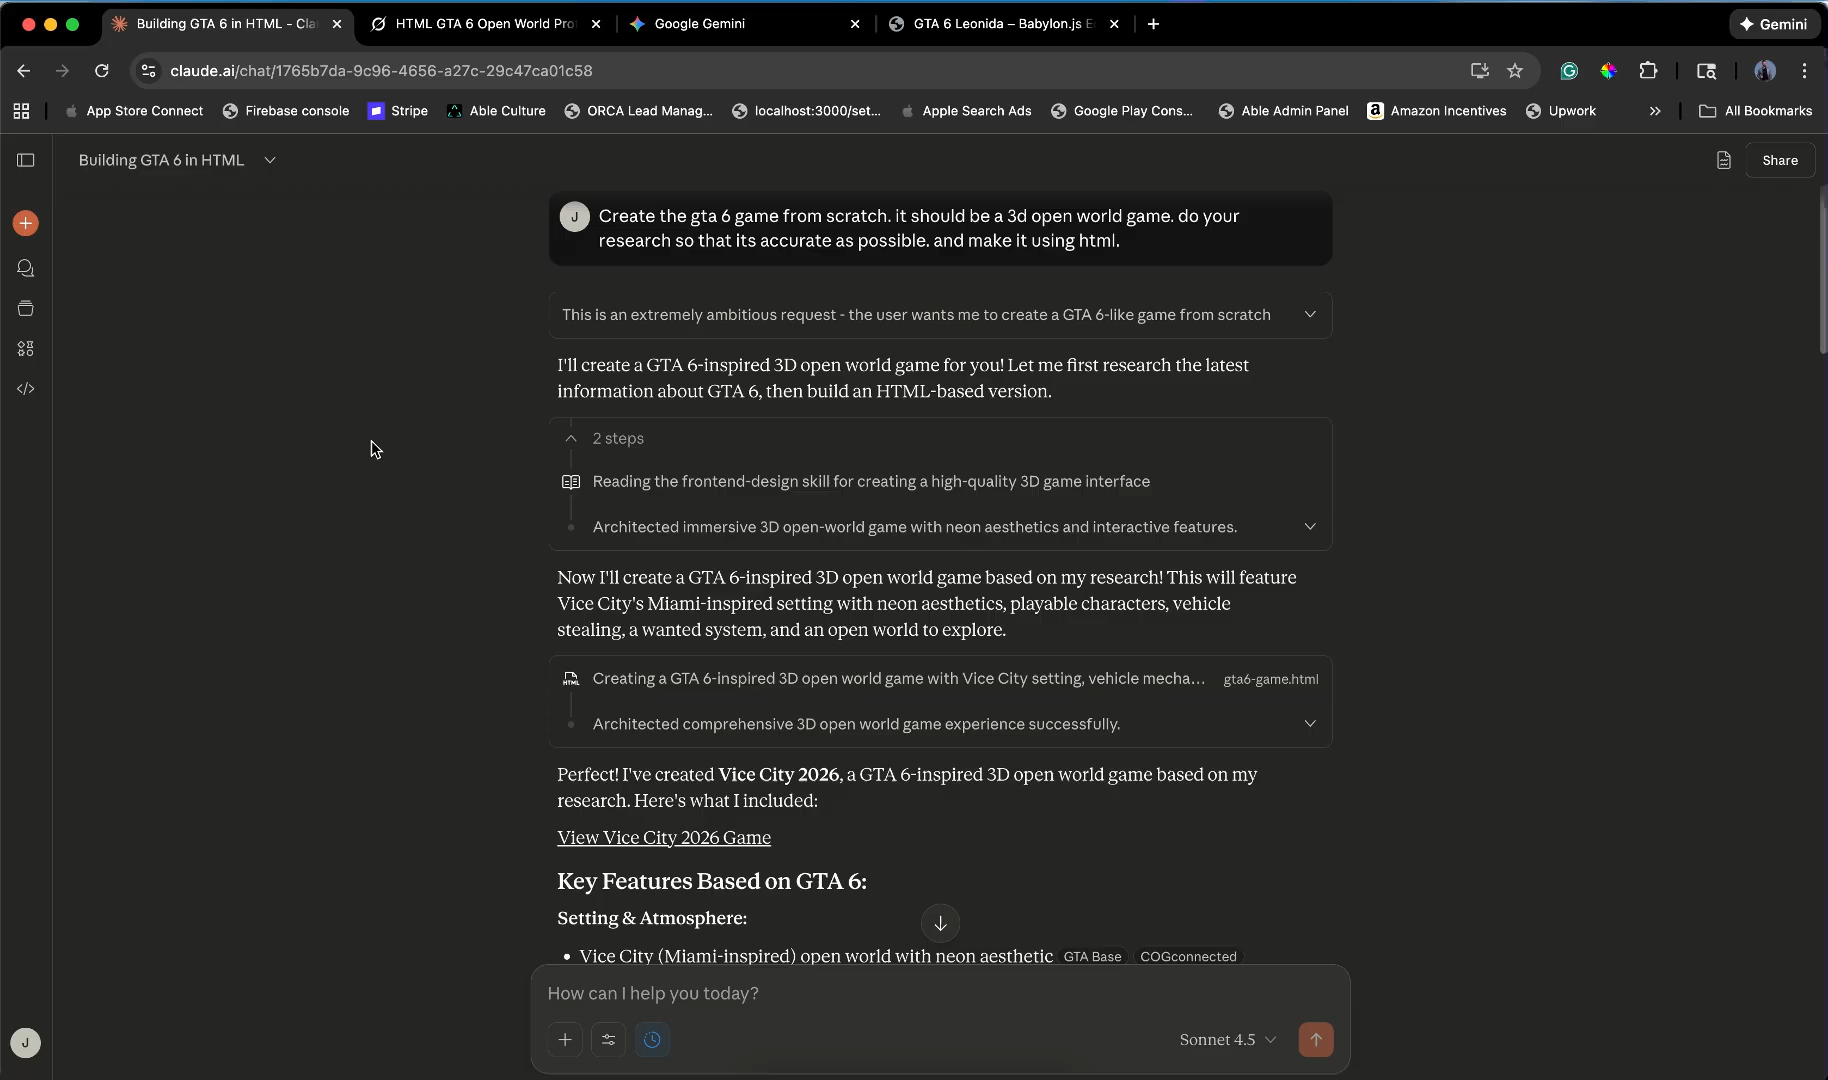 Building GTA 6 in HTML - Cla
HTML GTA 6 Open World Pro
Google Gemini
GTA 6 Leonida – Babylon.js E
Gemini
claude.ai/chat/1765b7da-9c96-4656-a27c-29c47ca01c58
App Store Connect
Firebase console
Stripe
Able Culture
ORCA Lead Manag...
localhost:3000/set...
Apple Search Ads
Google Play Cons...
Able Admin Panel
Amazon Incentives
Upwork
All Bookmarks
Building GTA 6 in HTML
Share
J
Create the gta 6 game from scratch. it should be a 3d open world game. do your
research so that its accurate as possible. and make it using html.
This is an extremely ambitious request - the user wants me to create a GTA 6-like game from scratch
I'll create a GTA 6-inspired 3D open world game for you! Let me first research the latest
information about GTA 6, then build an HTML-based version.
2 steps
Reading the frontend-design skill for creating a high-quality 3D game interface
Architected immersive 3D open-world game with neon aesthetics and interactive features.
Now I'll create a GTA 6-inspired 3D open world game based on my research! This will feature
Vice City's Miami-inspired setting with neon aesthetics, playable characters, vehicle
stealing, a wanted system, and an open world to explore.
HTML
Creating a GTA 6-inspired 3D open world game with Vice City setting, vehicle mecha...
gta6-game.html
Architected comprehensive 3D open world game experience successfully.
Perfect! I've created Vice City 2026, a GTA 6-inspired 3D open world game based on my
research. Here's what I included:
View Vice City 2026 Game
Key Features Based on GTA 6:
Setting & Atmosphere:
• Vice City (Miami-inspired) open world with neon aesthetic GTA Base COGconnected
How can I help you today?
Sonnet 4.5
J